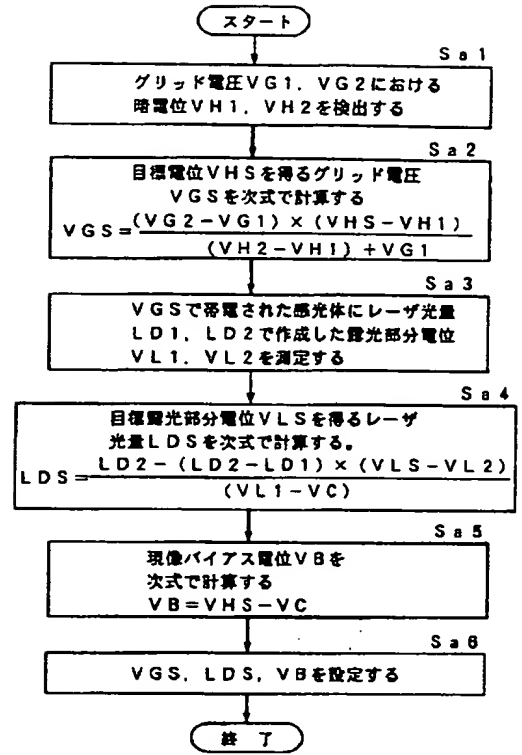 スタート
Sa1
グリッド電圧VG1，VG2における
暗電位VH1，VH2を検出する
Sa2
目標電位VHSを得るグリッド電圧
VGSを次式で計算する
VGS=(VG2-VG1)×(VHS-VH1)
(VH2-VH1)+VG1
Sa3
VGSで帯電された感光体にレーザ光量
LD1，LD2で作成した露光部分電位
VL1，VL2を測定する
Sa4
目標露光部分電位VLSを得るレーザ
光量LDSを次式で計算する。
LDS=LD2-(LD2-LD1)×(VLS-VL2)
(VL1-VC)
Sa5
現像バイアス電位VBを
次式で計算する
VB=VHS-VC
Sa6
VGS，LDS，VBを設定する
終了